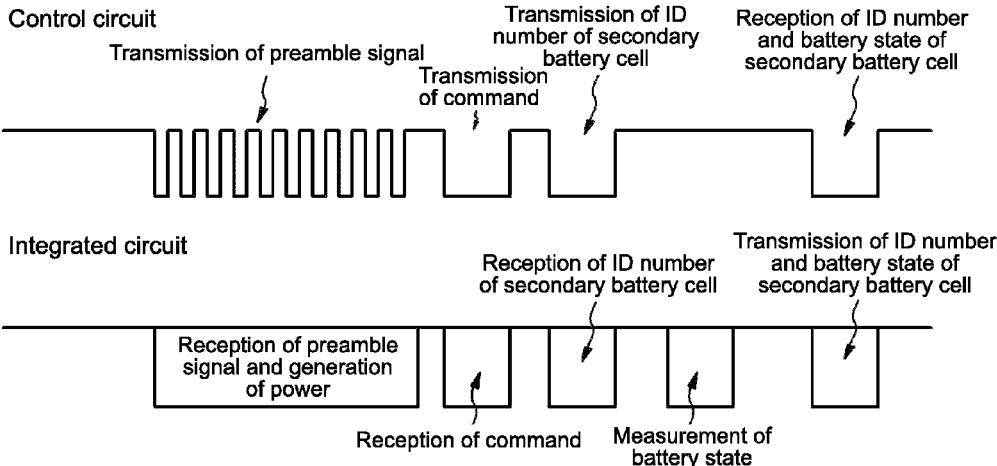 Control circuit
Transmission of preamble signal
Transmission
of command
Transmission of ID
number of secondary
battery cell
Reception of ID number
and battery state of
secondary battery cell
Integrated circuit
Reception of preamble
signal and generation
of power
Reception of command
Reception of ID number
of secondary battery cell
Measurement of
battery state
Transmission of ID number
and battery state of
secondary battery cell